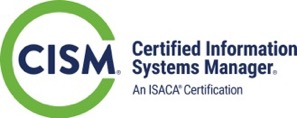 CISM®
Certified Information
Systems Manager®
An ISACA® Certification